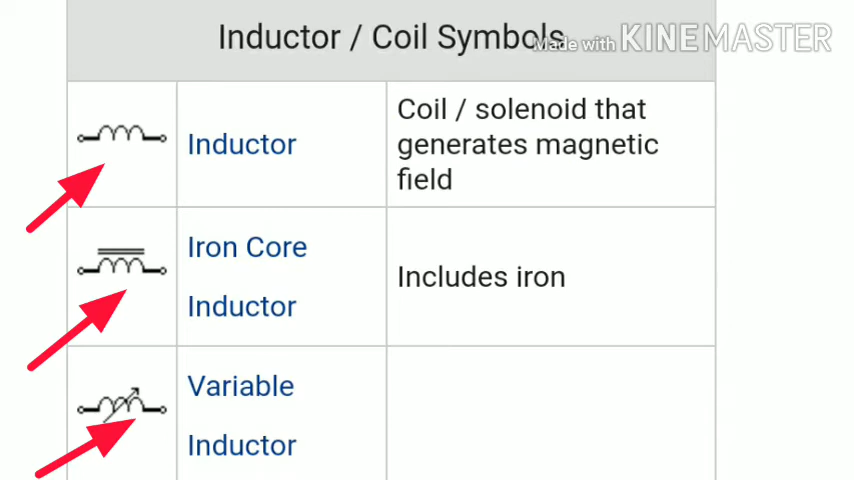 Inductor / Coil Symbols
Made with KINEMASTER
Inductor
Coil / solenoid that
generates magnetic
field
Iron Core
Inductor
Includes iron
Variable
Inductor